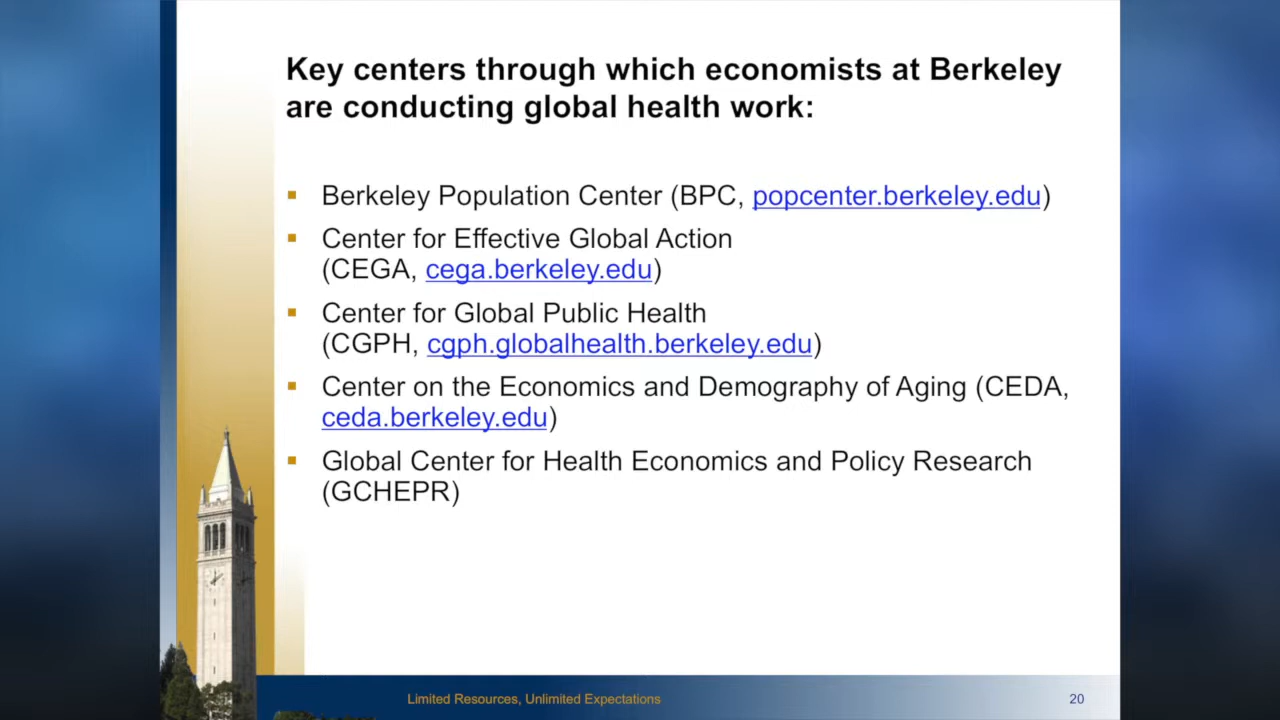 Key centers through which economists at Berkeley
are conducting global health work:
▪ Berkeley Population Center (BPC, popcenter.berkeley.edu)
▪ Center for Effective Global Action
(CEGA, cega.berkeley.edu)
▪ Center for Global Public Health
(CGPH, cgph.globalhealth.berkeley.edu)
▪ Center on the Economics and Demography of Aging (CEDA,
ceda.berkeley.edu)
▪ Global Center for Health Economics and Policy Research
(GCHEPR)
Limited Resources, Unlimited Expectations
20